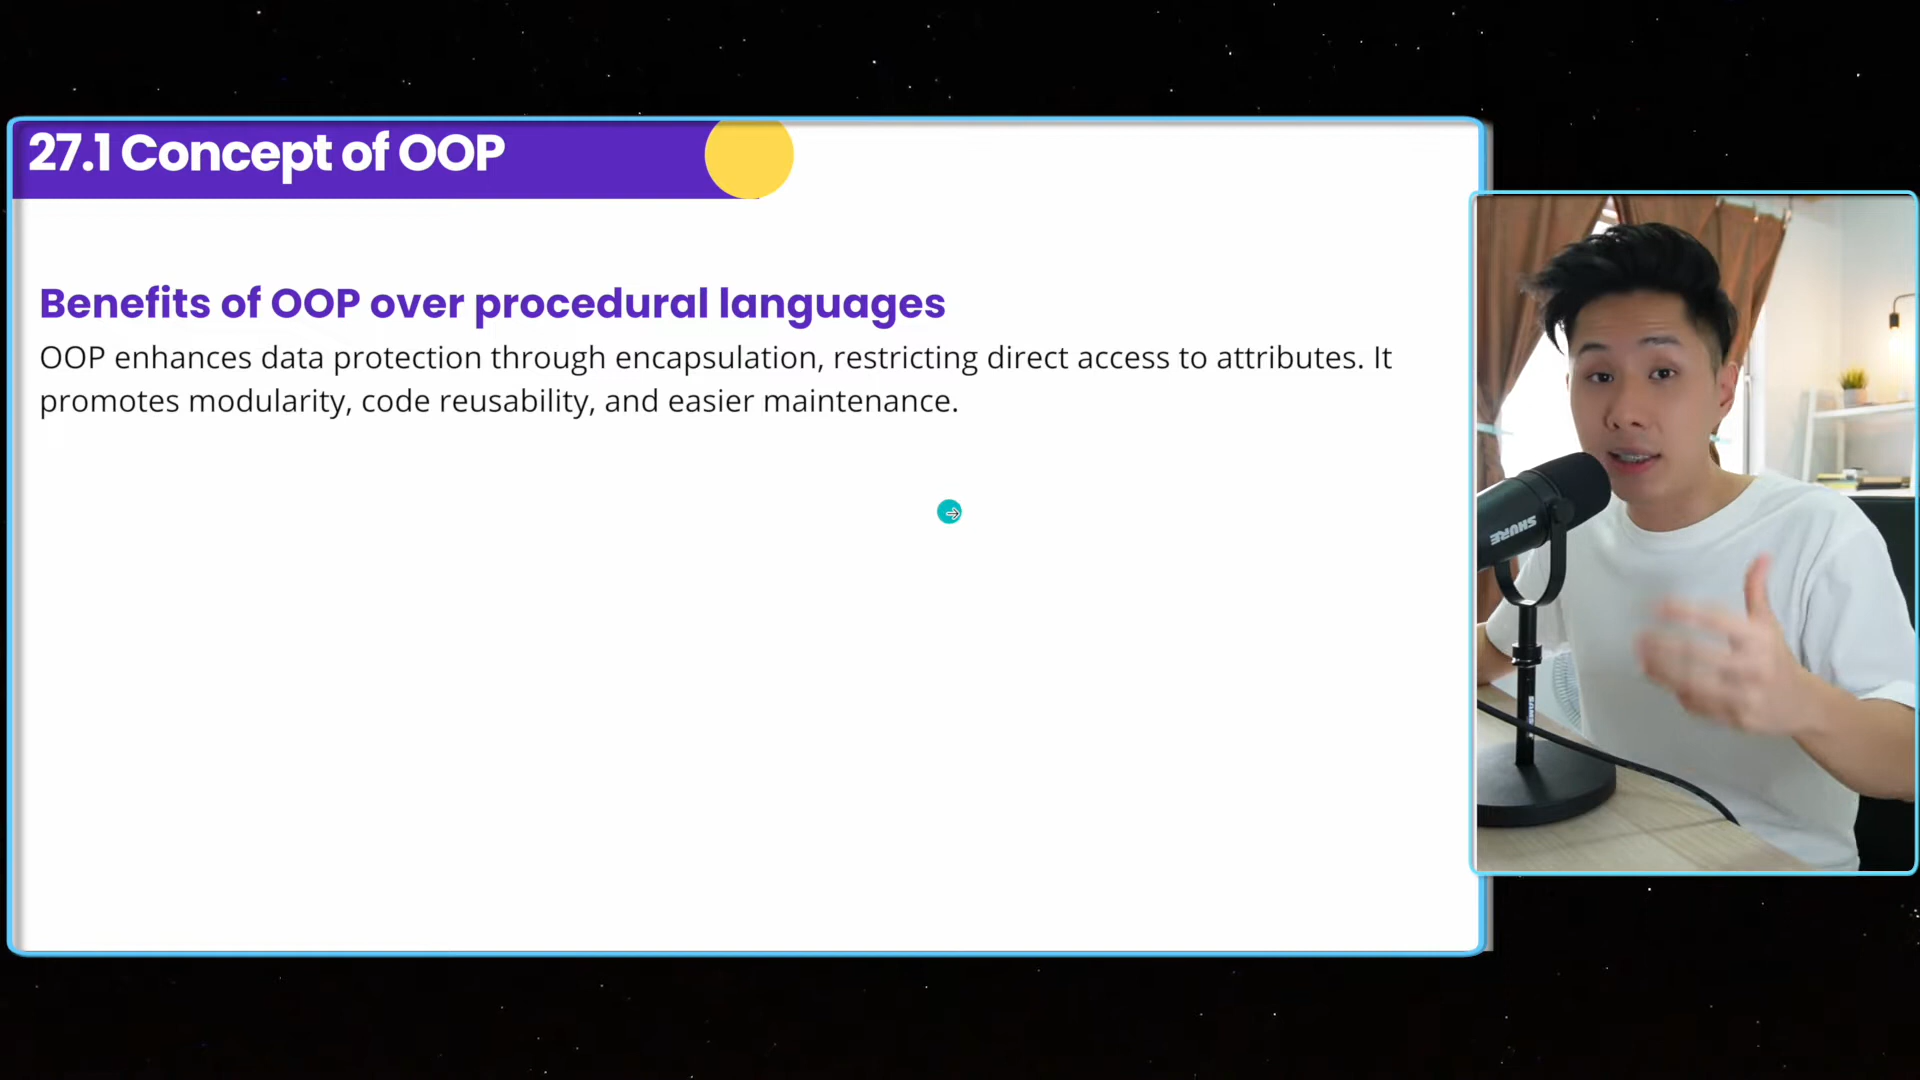 27.1 Concept of OOP
Benefits of OOP over procedural languages
OOP enhances data protection through encapsulation, restricting direct access to attributes. It
promotes modularity, code reusability, and easier maintenance.
SHURE